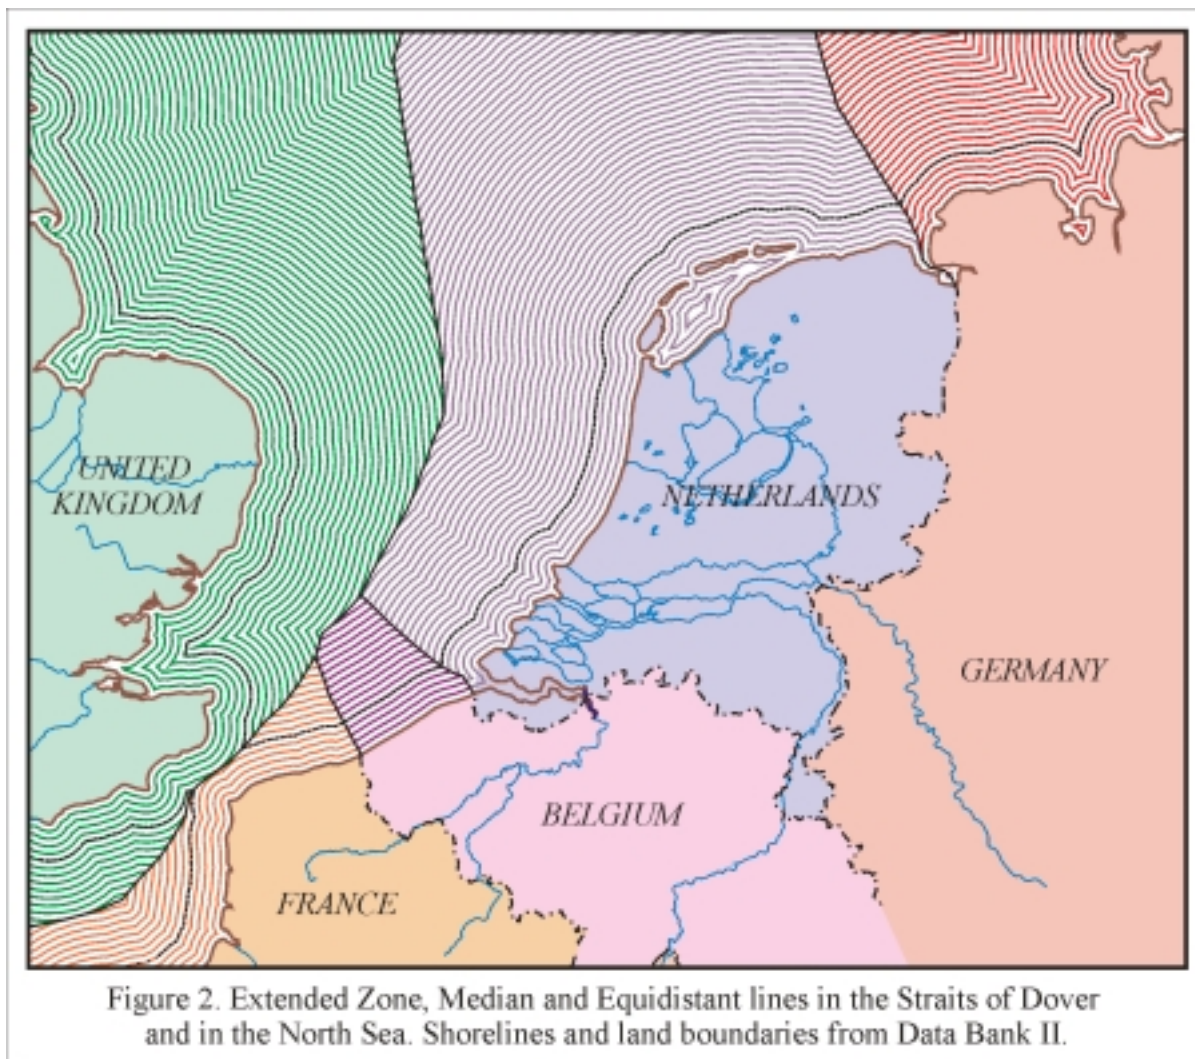 UNITED
KINGDOM
NETHERLANDS
GERMANY
BELGIUM
FRANCE
Figure 2. Extended Zone, Median and Equidistant lines in the Straits of Dover
and in the North Sea. Shorelines and land boundaries from Data Bank II.